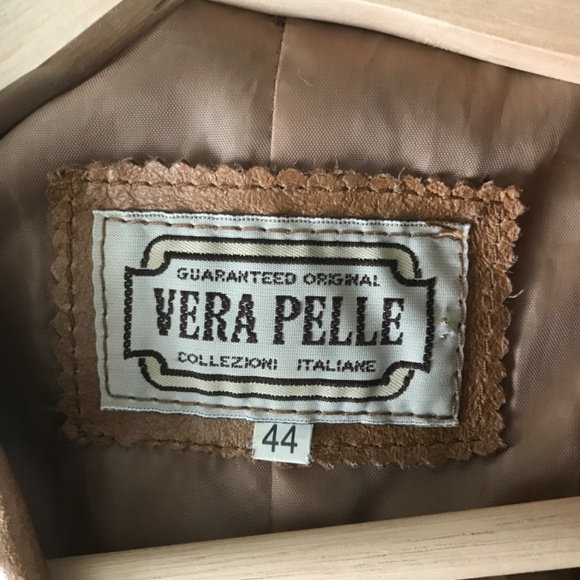 GUARANTEED ORIGINAL
VERA PELLE
COLLEZIONI ITALIANE
44